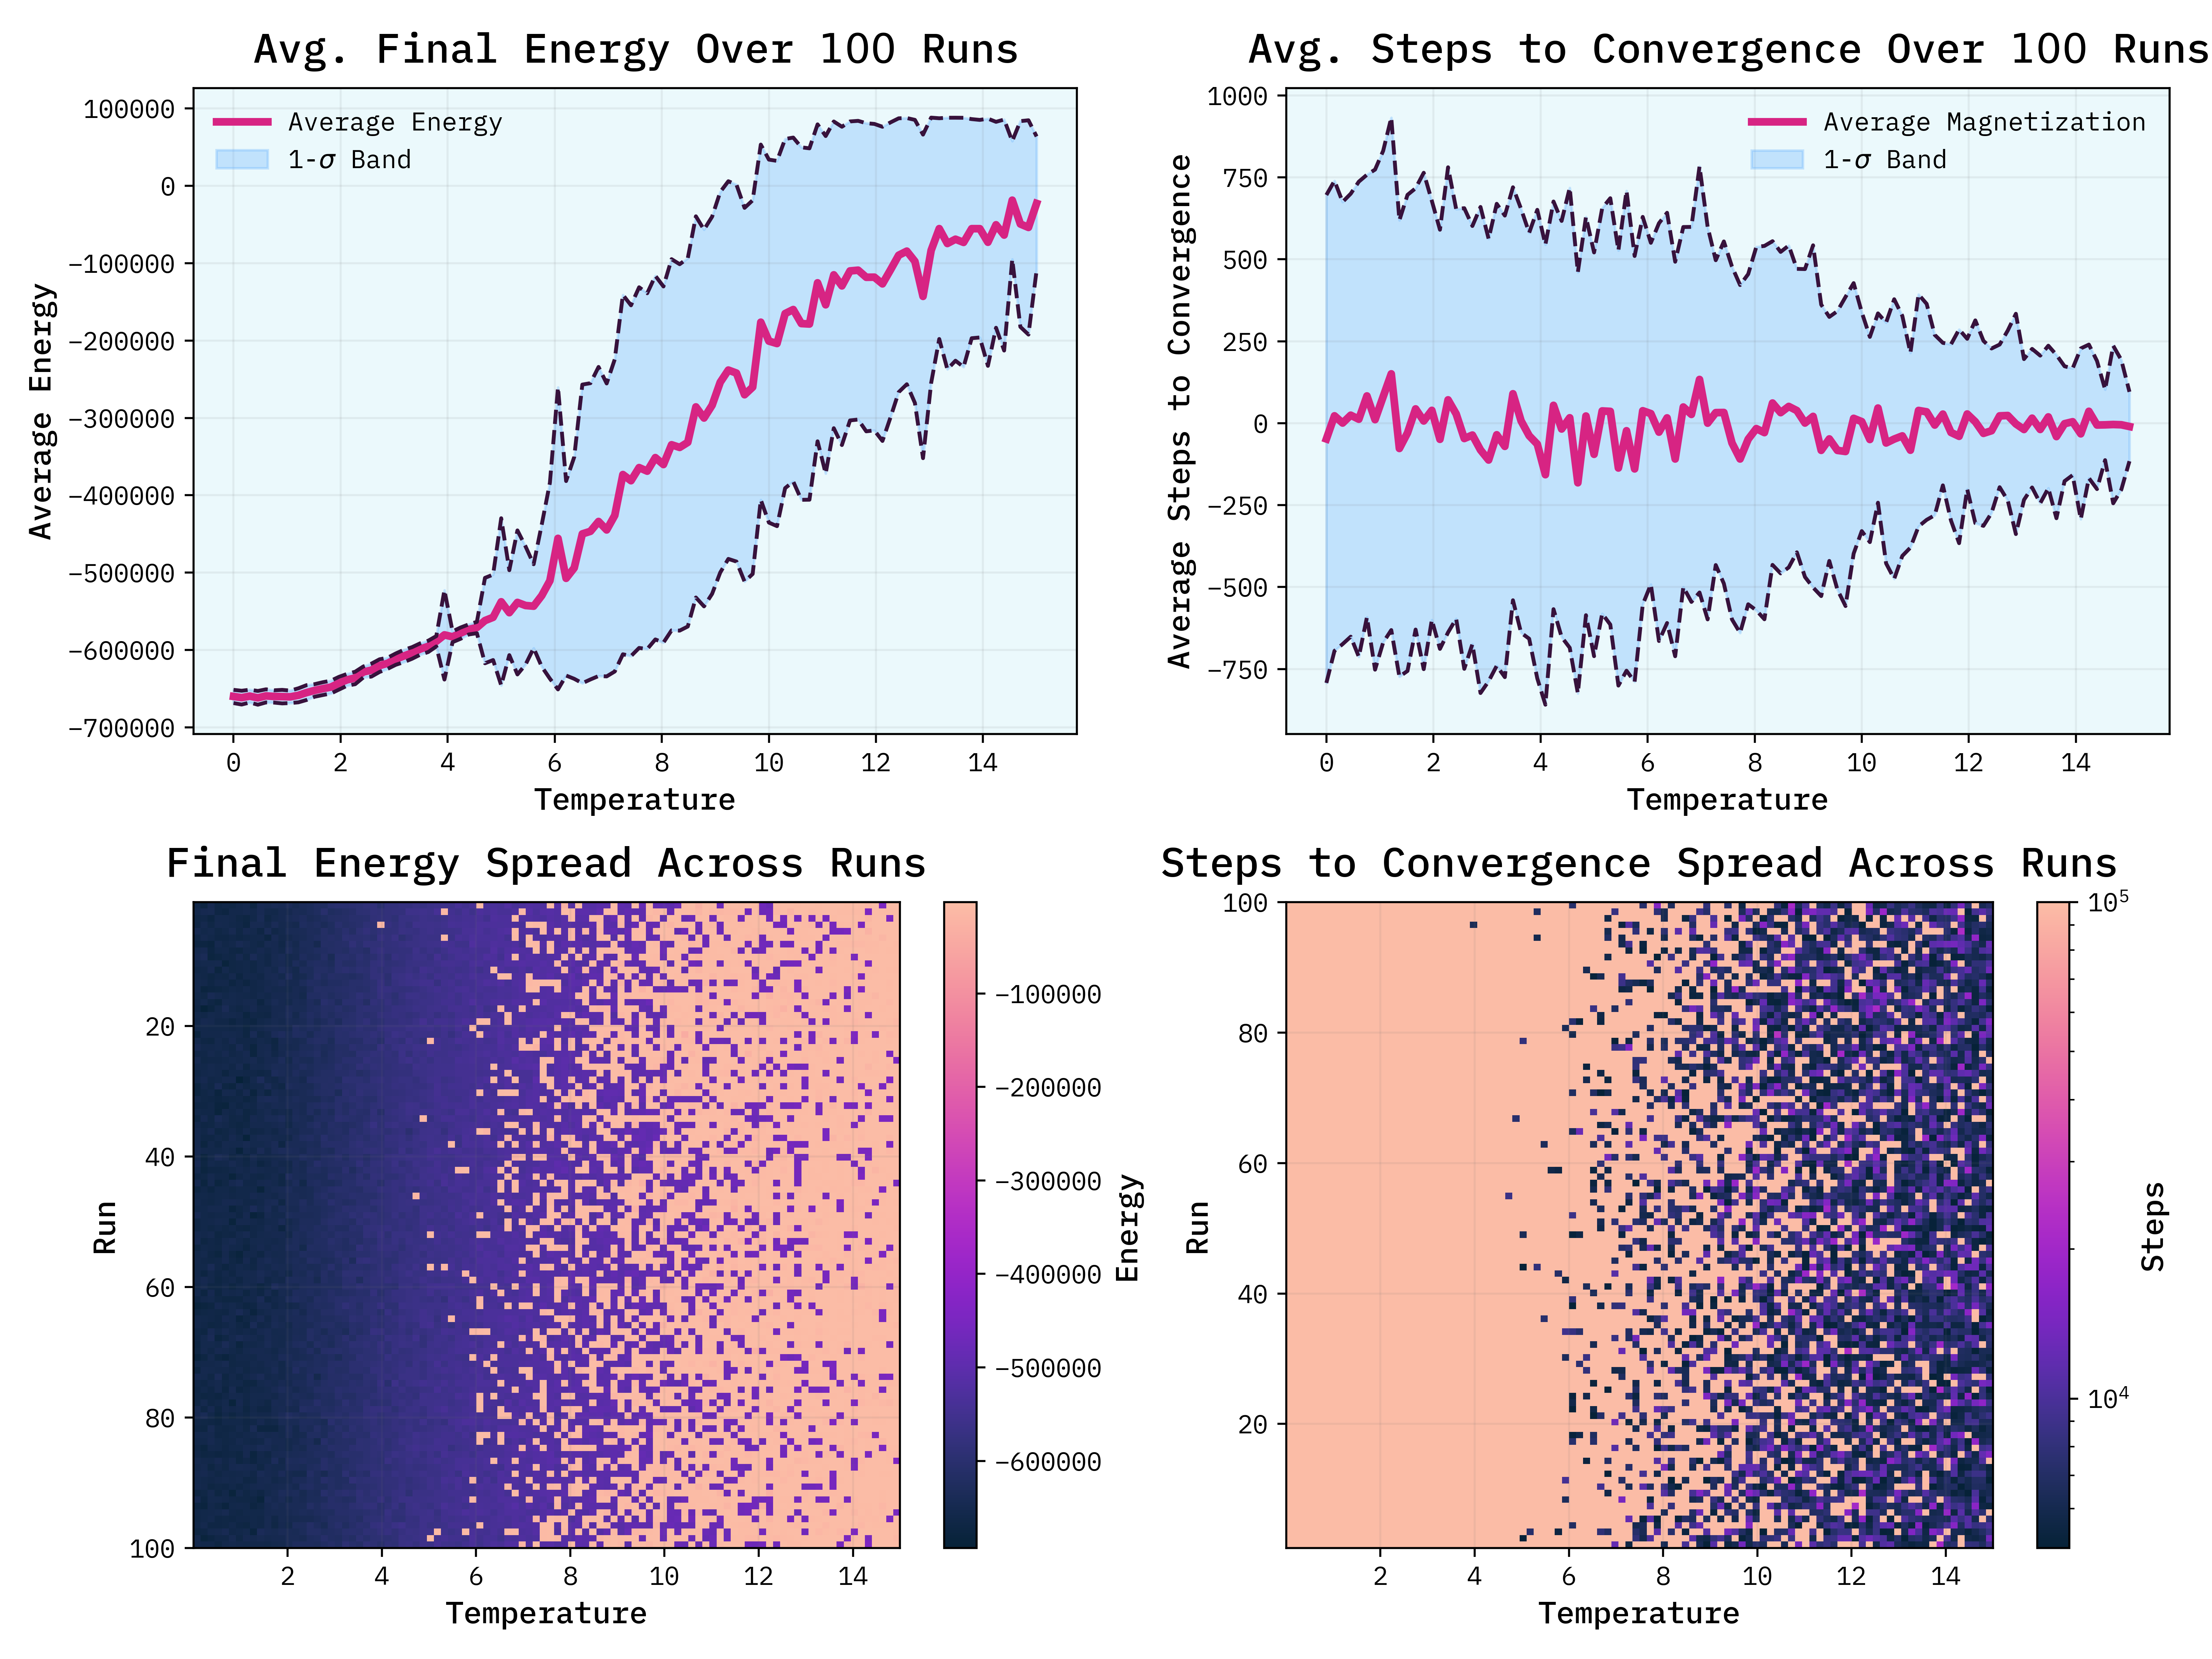 Avg. Final Energy Over 100 Runs
Average Energy
100000
0
−100000
−200000
−300000
−400000
−500000
−600000
−700000
Average Energy
1-σ Band
0 2 4 6 8 10 12 14
Temperature
Avg. Steps to Convergence Over 100 Runs
Average Steps to Convergence
1000
750
500
250
0
−250
−500
−750
Average Magnetization
1-σ Band
0 2 4 6 8 10 12 14
Temperature
Final Energy Spread Across Runs
Run
20
40
60
80
100
2 4 6 8 10 12 14
Temperature
−100000
−200000
−300000
−400000
−500000
−600000
Energy
Steps to Convergence Spread Across Runs
Run
100
80
60
40
20
2 4 6 8 10 12 14
Temperature
10⁵
10⁴
Steps